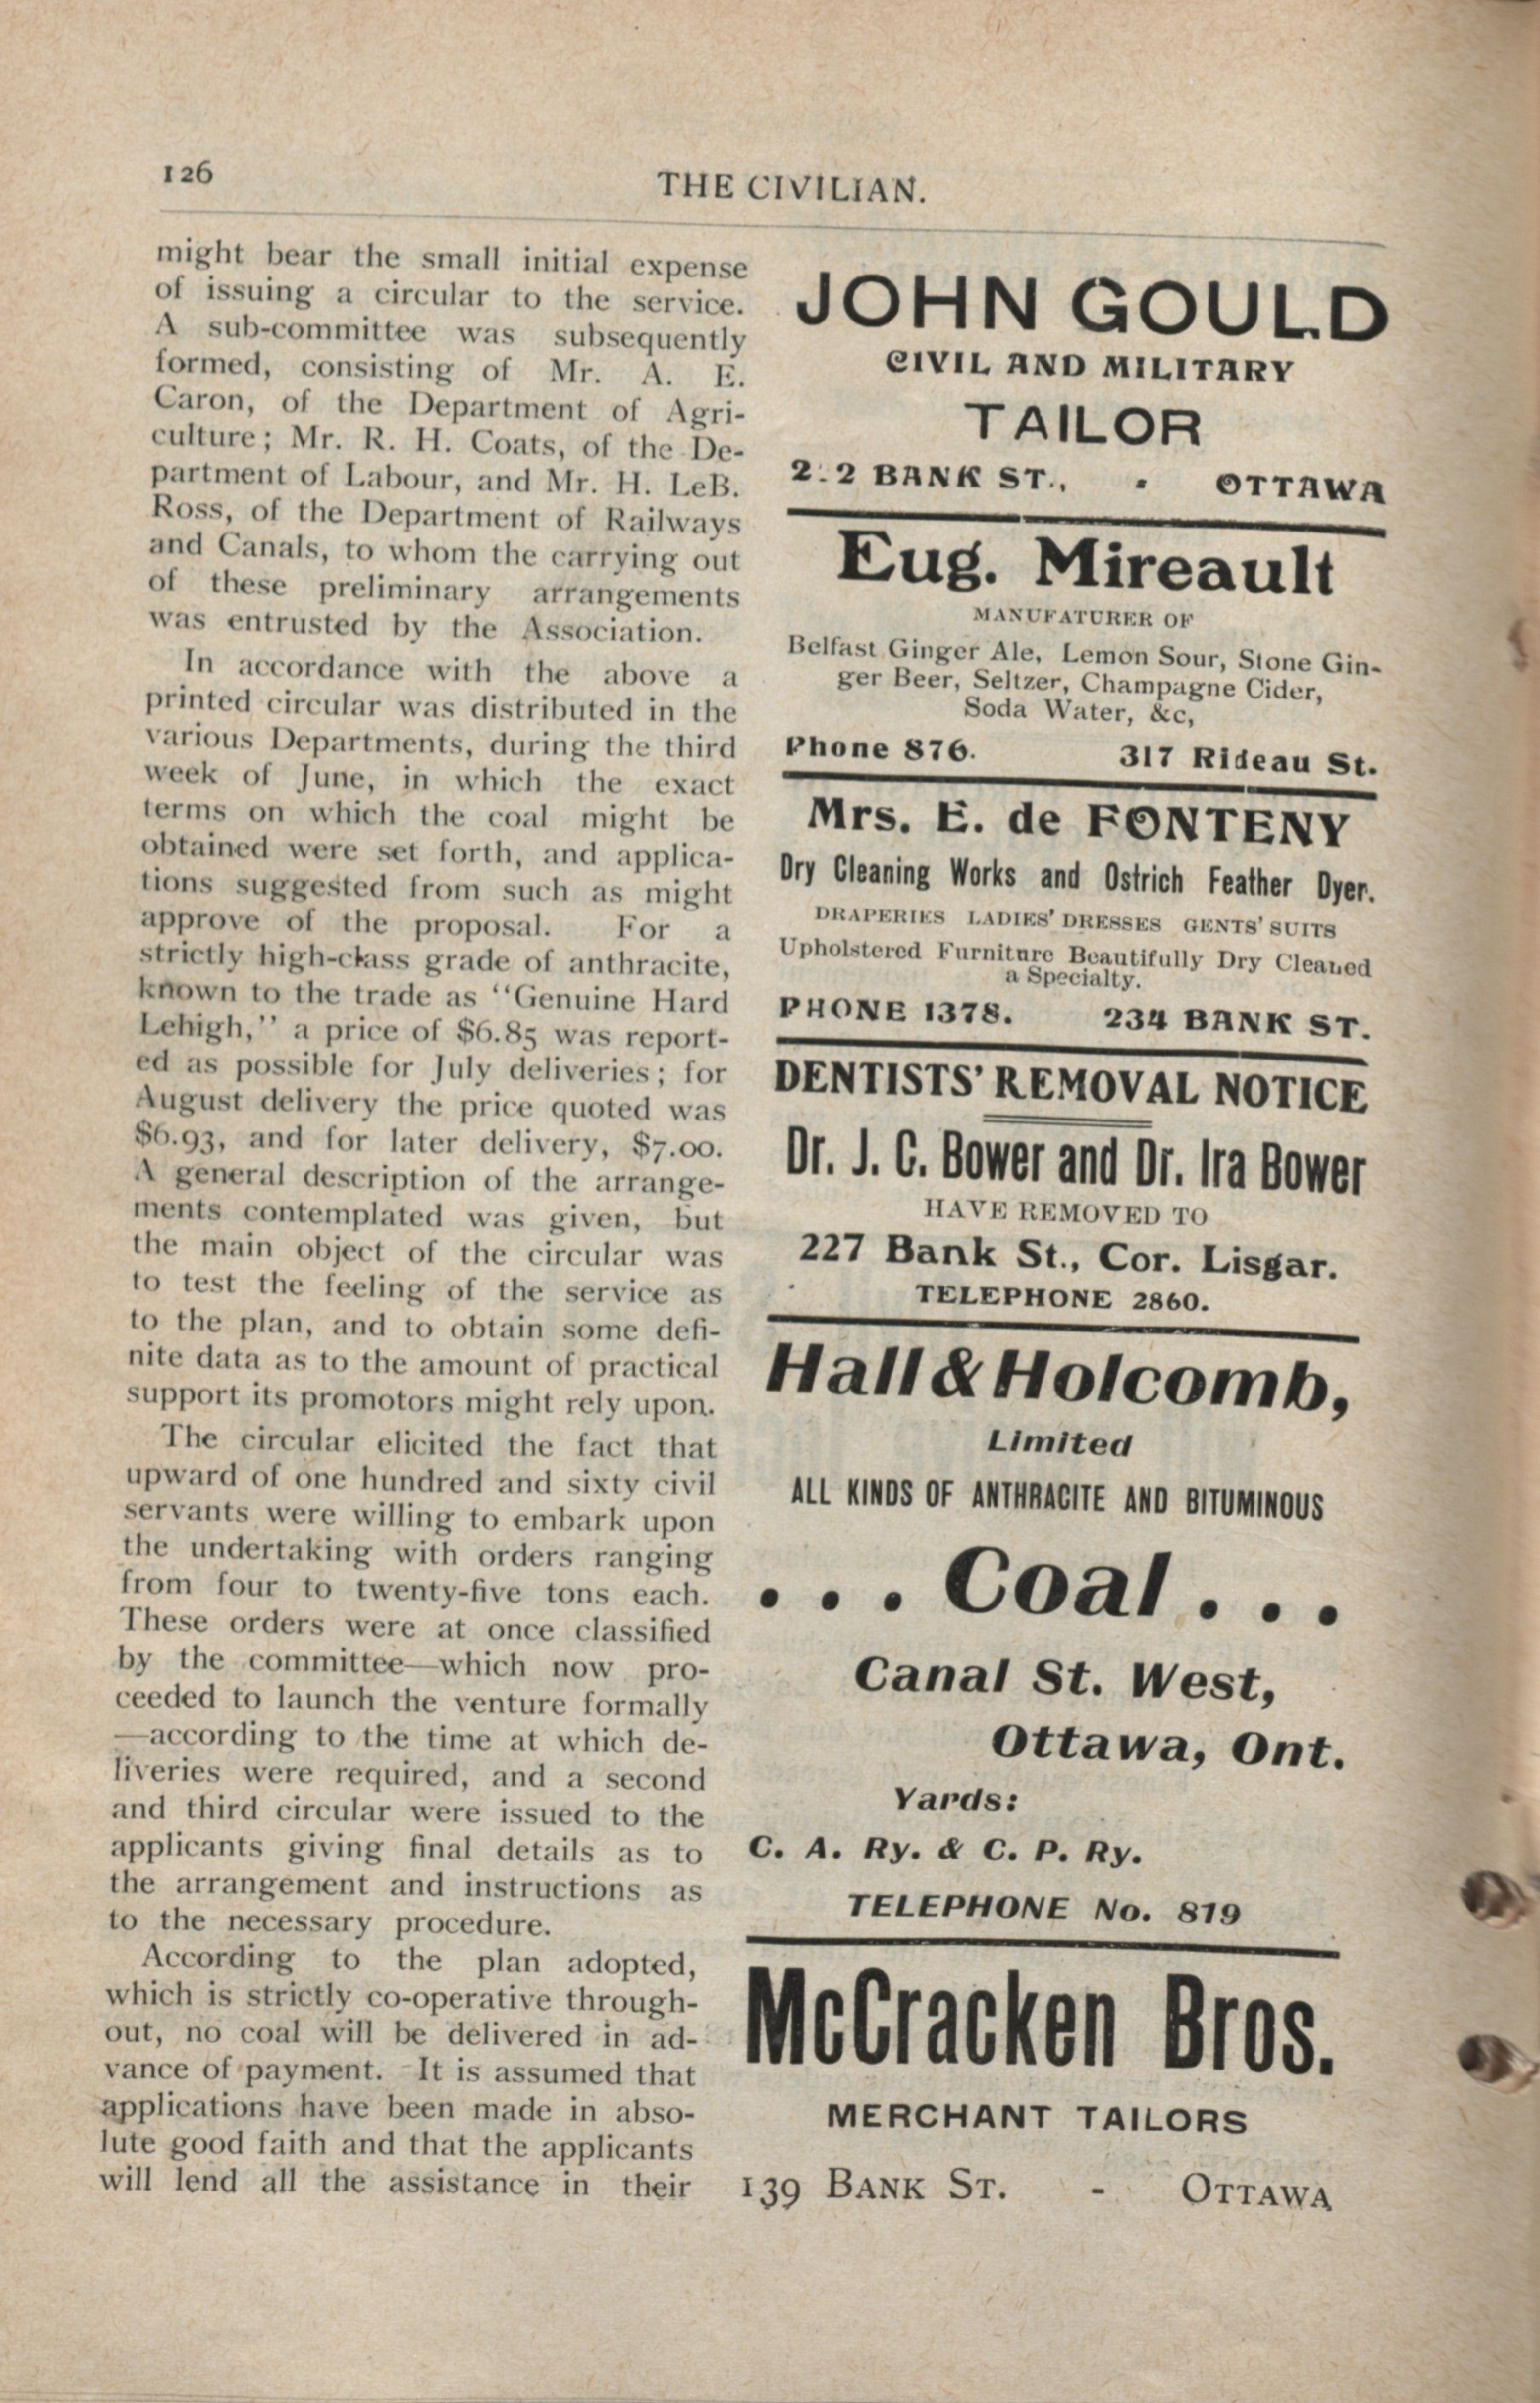 126
THE CIVILIAN.
might bear the small initial expense
of issuing a circular to the service.
A sub-committee was subsequently
formed, consisting of Mr. A. E.
Caron, of the Department of Agri-
culture; Mr. R. H. Coats, of the De-
partment of Labour, and Mr. H. LeB.
Ross, of the Department of Railways
and Canals, to whom the carrying out
of these preliminary arrangements
was entrusted by the Association.
In accordance with the above a
printed circular was distributed in the
various Departments, during the third
week of June, in which the exact
terms on which the coal might be
obtained were set forth, and applica-
tions suggested from such as might
approve of the proposal. For a
strictly high-class grade of anthracite,
known to the trade as "Genuine Hard
Lehigh," a price of $6.85 was report-
ed as possible for July deliveries; for
August delivery the price quoted was
$6.93, and for later delivery, $7.00.
A general description of the arrange-
ments contemplated was given, but
the main object of the circular was
to test the feeling of the service as
to the plan, and to obtain some defi-
nite data as to the amount of practical
support its promotors might rely upon.
The circular elicited the fact that
upward of one hundred and sixty civil
servants were willing to embark upon
the undertaking with orders ranging
from four to twenty-five tons each.
These orders were at once classified
by the committee—which now pro-
ceeded to launch the venture formally
—according to the time at which de-
liveries were required, and a second
and third circular were issued to the
applicants giving final details as to
the arrangement and instructions as
to the necessary procedure.
According to the plan adopted,
which is strictly co-operative through-
out, no coal will be delivered in ad-
vance of payment. It is assumed that
applications have been made in abso-
lute good faith and that the applicants
will lend all the assistance in their
JOHN GOULD
CIVIL AND MILITARY
TAILOR
BANK ST., - OTTAWA
Eug. Mireault
MANUFATURER OF
Belfast Ginger Ale, Lemon Sour, Stone Gin-
ger Beer, Seltzer, Champagne Cider,
Soda Water, &c,
Phone 876. 317 Rideau St.
Mrs. E. de FONTENY
Dry Cleaning Works and Ostrich Feather Dyer.
DRAPERIES LADIES' DRESSES GENTS' SUITS
Upholstered Furniture Beautifully Dry Cleaned
a Specialty.
PHONE 1378. 234 BANK ST.
DENTISTS' REMOVAL NOTICE
Dr. J. C. Bower and Dr. Ira Bower
HAVE REMOVED TO
227 Bank St., Cor. Lisgar.
TELEPHONE 2860.
Hall & Holcomb,
Limited
ALL KINDS OF ANTHRACITE AND BITUMINOUS
. . . Coal . . .
Canal St. West,
Ottawa, Ont.
Yards:
C. A. Ry. & C. P. Ry.
TELEPHONE No. 819
McCracken Bros.
MERCHANT TAILORS
139 BANK ST. - OTTAWA